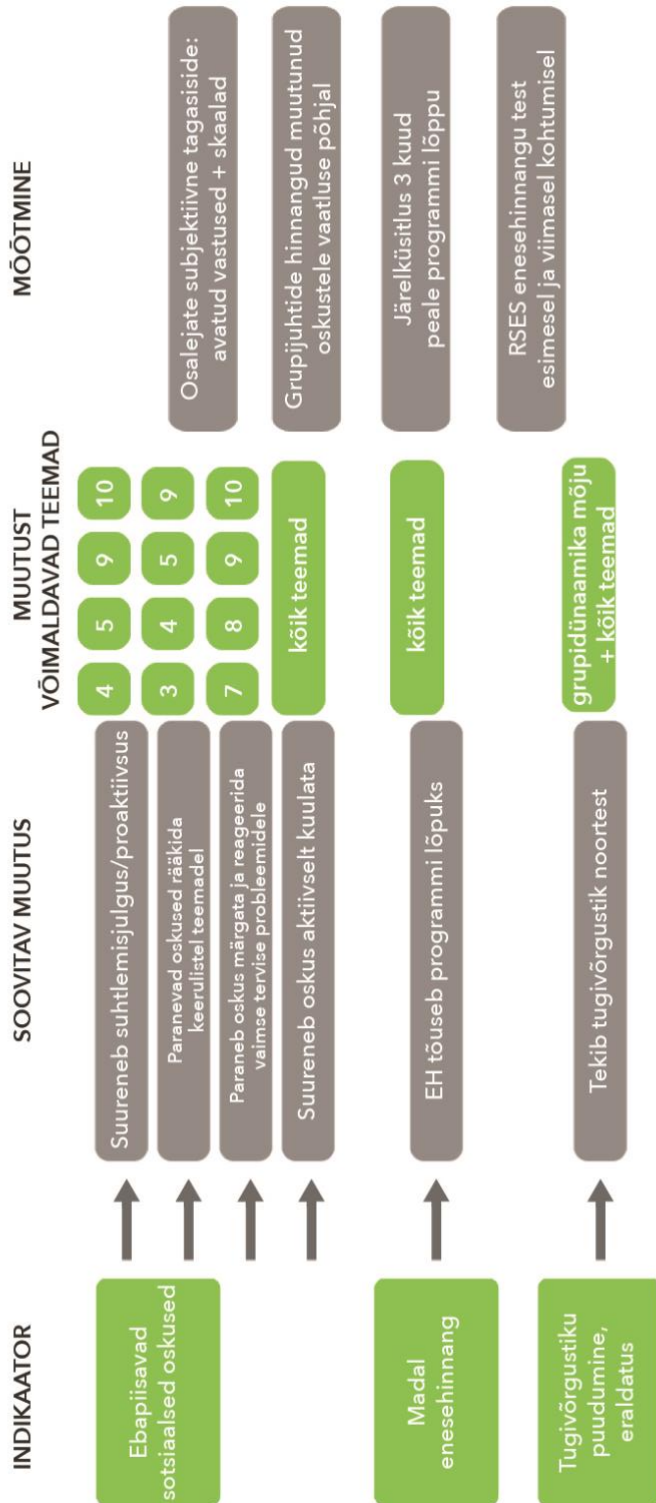 INDIKAATOR
SOOVITAV MUUTUS
MUUTUST
VÕIMALDAVAD TEEMAD
MÕÕTMINE
Ebapiisavad
sotsiaalsed oskused
Suureneb suhtlemisjulgus/proaktiivsus
4 5 9 10
Paranevad oskused rääkida
keerulistel teemadel
3 4 5 9
Paraneb oskus märgata ja reageerida
vaimse tervise probleemidele
7 8 9 10
Suureneb oskus aktiivselt kuulata
kõik teemad
Madal
enesehinnang
EH tõuseb programmi lõpuks
kõik teemad
Tugivõrgustiku
puudumine,
eraldatus
Tekib tugivõrgustik noortest
grupidünaamika mõju
+ kõik teemad
Osalejate subjektiivne tagasiside:
avatud vastused + skaalad
Grupijuhtide hinnangud muutunud
oskustele vaatluse põhjal
Järelküsitlus 3 kuud
peale programmi lõppu
RSES enesehinnangu test
esimesel ja viimasel kohtumisel